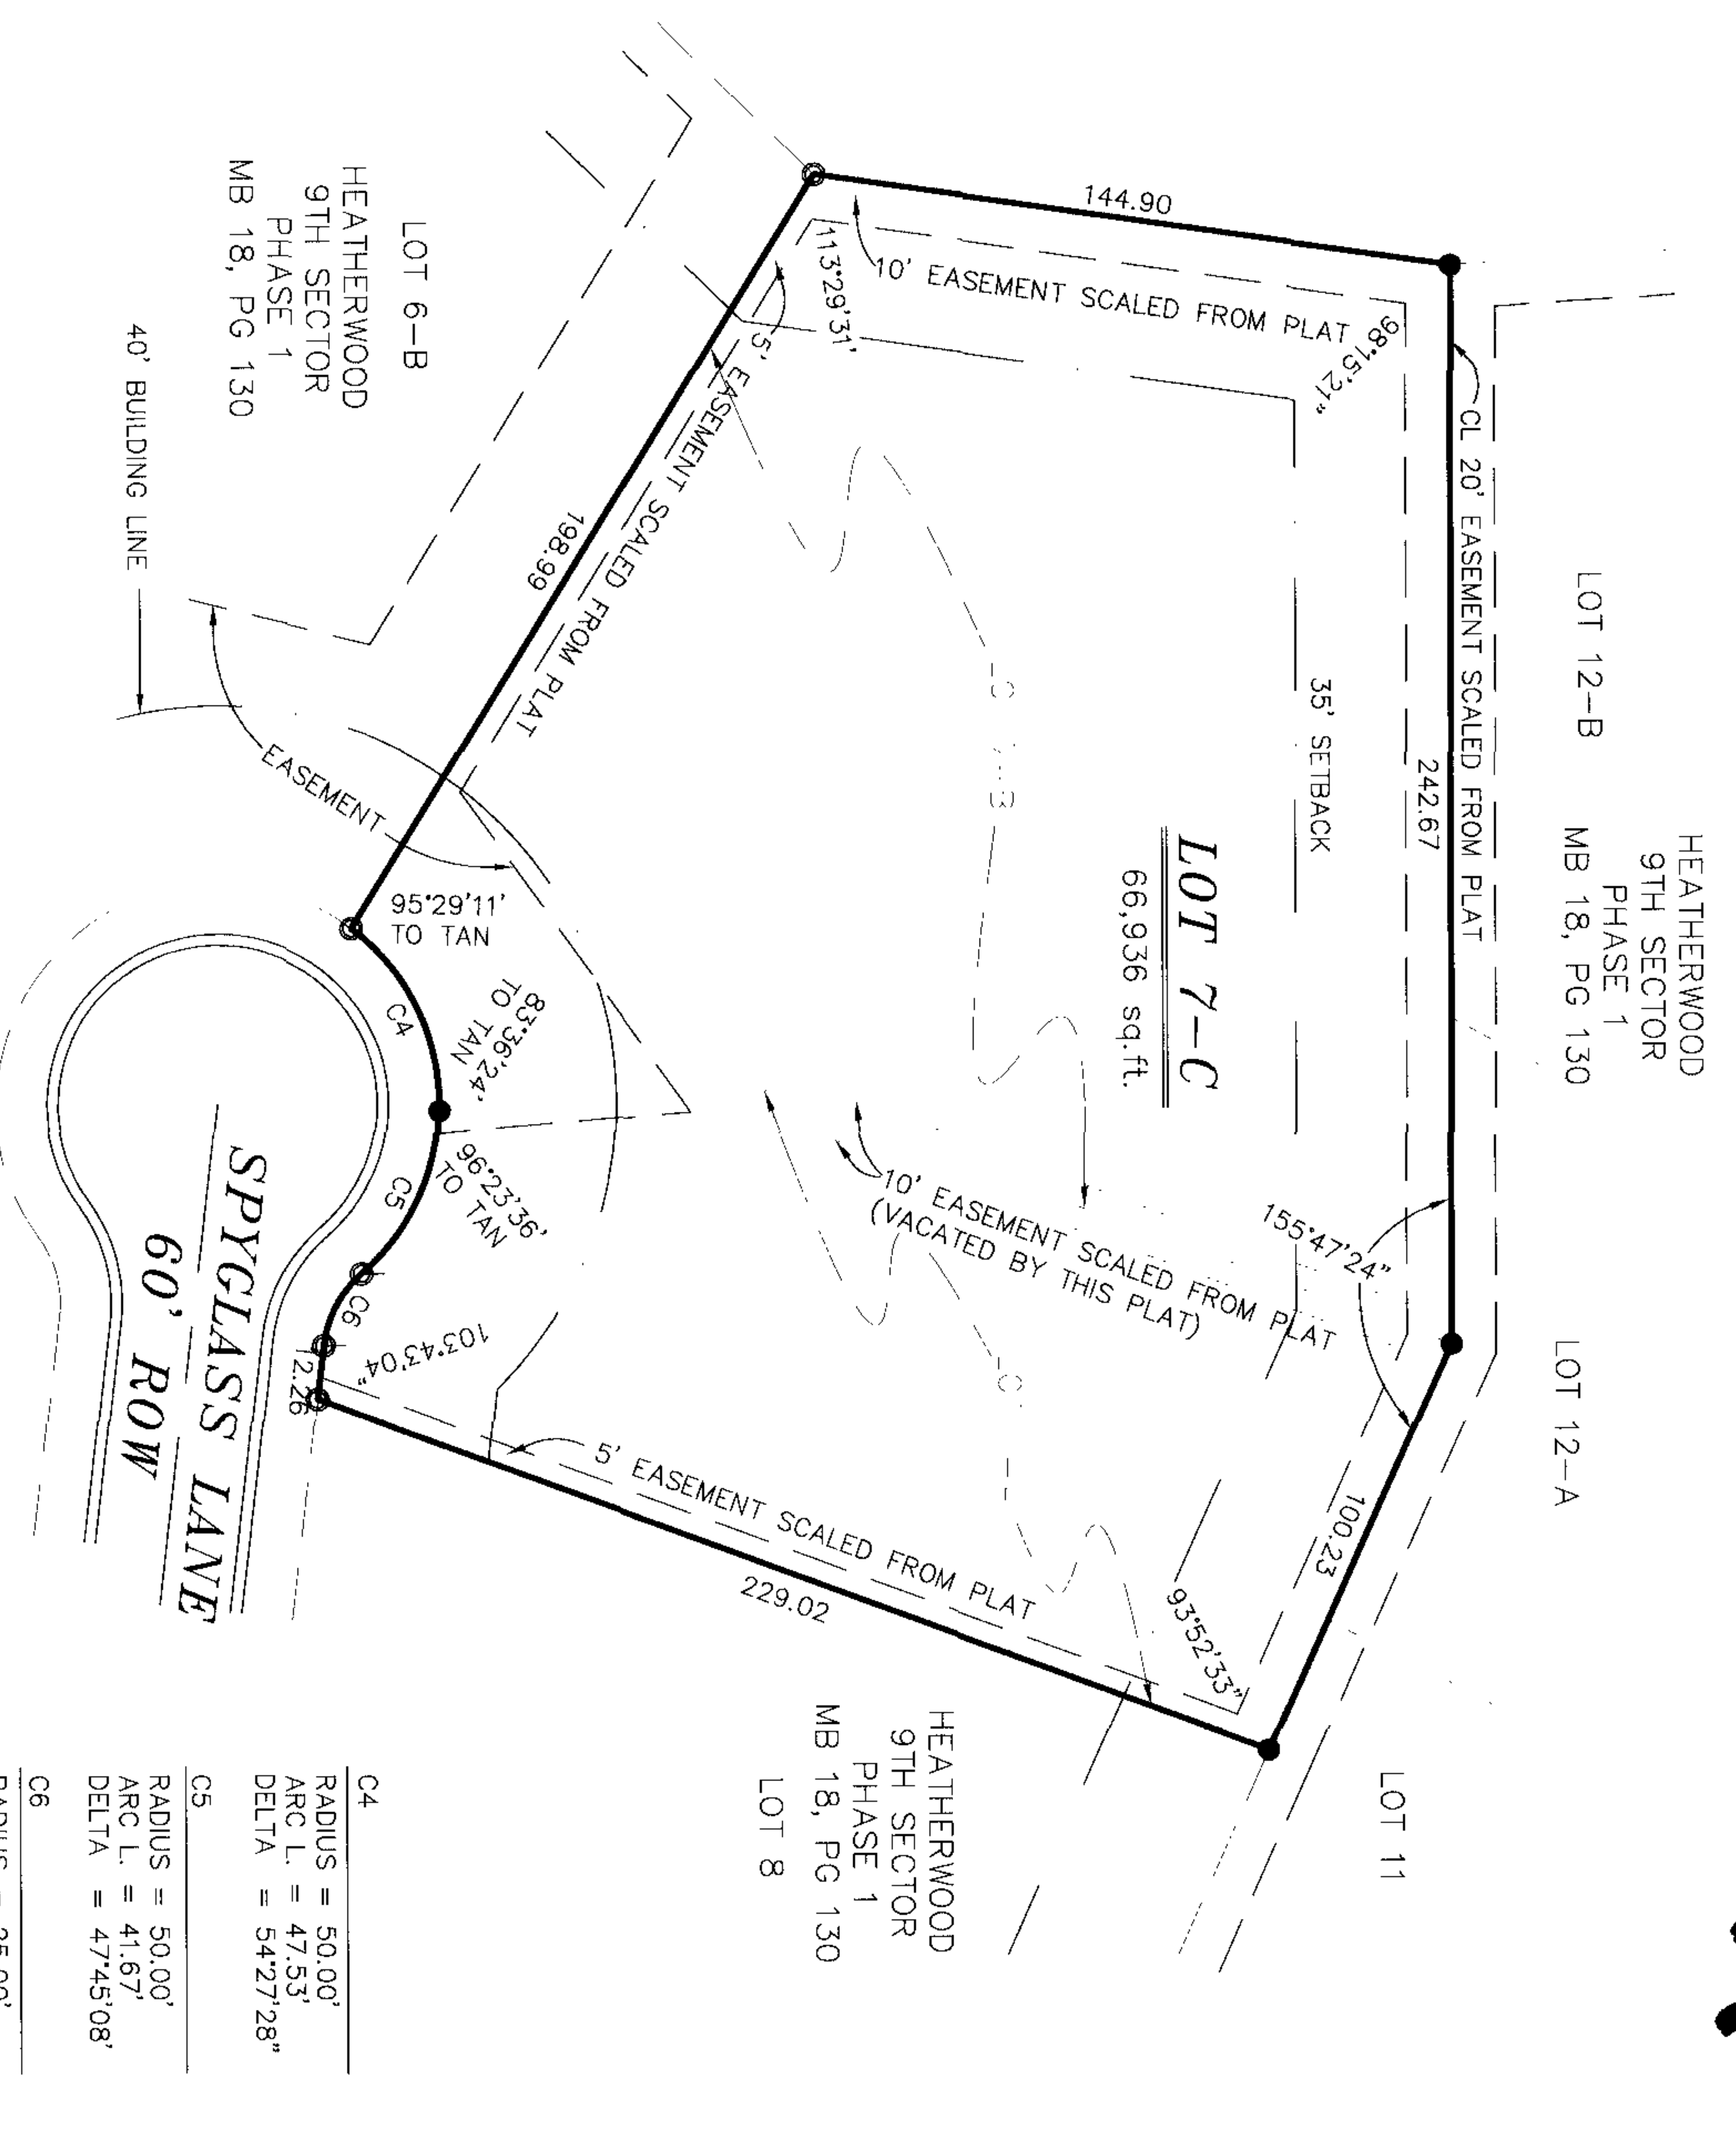 HEATHERWOOD
9TH SECTOR
PHASE 1
MB 18, PG 130
LOT 12-B
LOT 12-A
LOT 11
CL 20' EASEMENT SCALED FROM PLAT
242.67
35' SETBACK
98°15'21"
155°47'24"
100.23
144.90
10' EASEMENT SCALED FROM PLAT
113°29'31'
LOT 7-C
66,936 sq.ft.
10' EASEMENT SCALED FROM PLAT
(VACATED BY THIS PLAT)
93°52'33"
5' EASEMENT SCALED FROM PLAT
198.99
5' EASEMENT SCALED FROM PLAT
229.02
LOT 6-B
HEATHERWOOD
9TH SECTOR
PHASE 1
MB 18, PG 130
40' BUILDING LINE
EASEMENT
95°29'11'
TO TAN
83°36'24'
TO TAN
96°23'36'
TO TAN
103°43'04"
C4
C5
C6
SPYGLASS LANE
60' ROW
HEATHERWOOD
9TH SECTOR
PHASE 1
MB 18, PG 130
LOT 8
C4
RADIUS = 50.00'
ARC L. = 47.53'
DELTA = 54°27'28"
C5
RADIUS = 50.00'
ARC L. = 41.67'
DELTA = 47°45'08'
C6